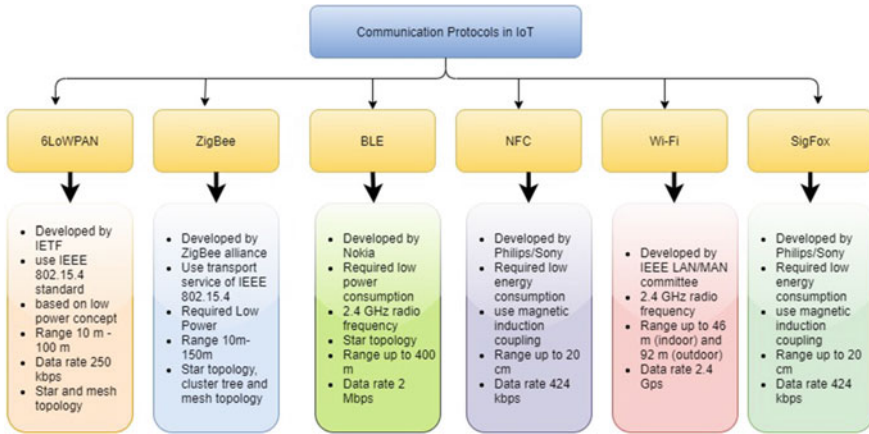 Communication Protocols in IoT
6LoWPAN
ZigBee
BLE
NFC
Wi-Fi
SigFox
• Developed by
IETF
• use IEEE
802.15.4
standard
• based on low
power concept
• Range 10 m -
100 m
• Data rate 250
kbps
• Star and mesh
topology
• Developed by
ZigBee alliance
• Use transport
service of IEEE
802.15.4
• Required Low
Power
• Range 10m-
150m
• Star topology,
cluster tree and
mesh topology
• Developed by
Nokia
• Required low
power
consumption
• 2.4 GHz radio
frequency
• Star topology
• Range up to 400
m
• Data rate 2
Mbps
• Developed by
Philips/Sony
• Required low
energy
consumption
• use magnetic
induction
coupling
• Range up to 20
cm
• Data rate 424
kbps
• Developed by
IEEE LAN/MAN
committee
• 2.4 GHz radio
frequency
• Range up to 46
m (indoor) and
92 m (outdoor)
• Data rate 2.4
Gps
• Developed by
Philips/Sony
• Required low
energy
consumption
• use magnetic
induction
coupling
• Range up to 20
cm
• Data rate 424
kbps